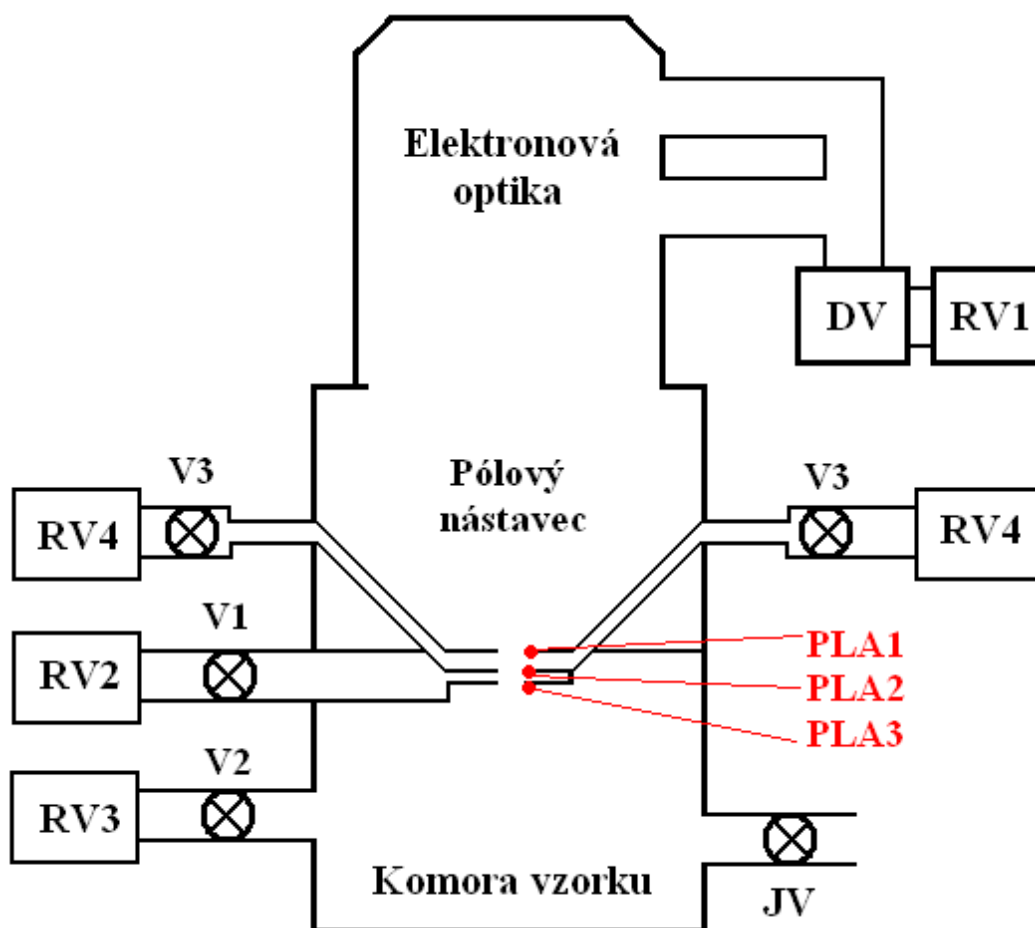 Elektronová
optika
DV
RV1
Pólový
nástavec
V3
V3
RV4
RV4
V1
RV2
PLA1
PLA2
PLA3
V2
RV3
Komora vzorku
JV